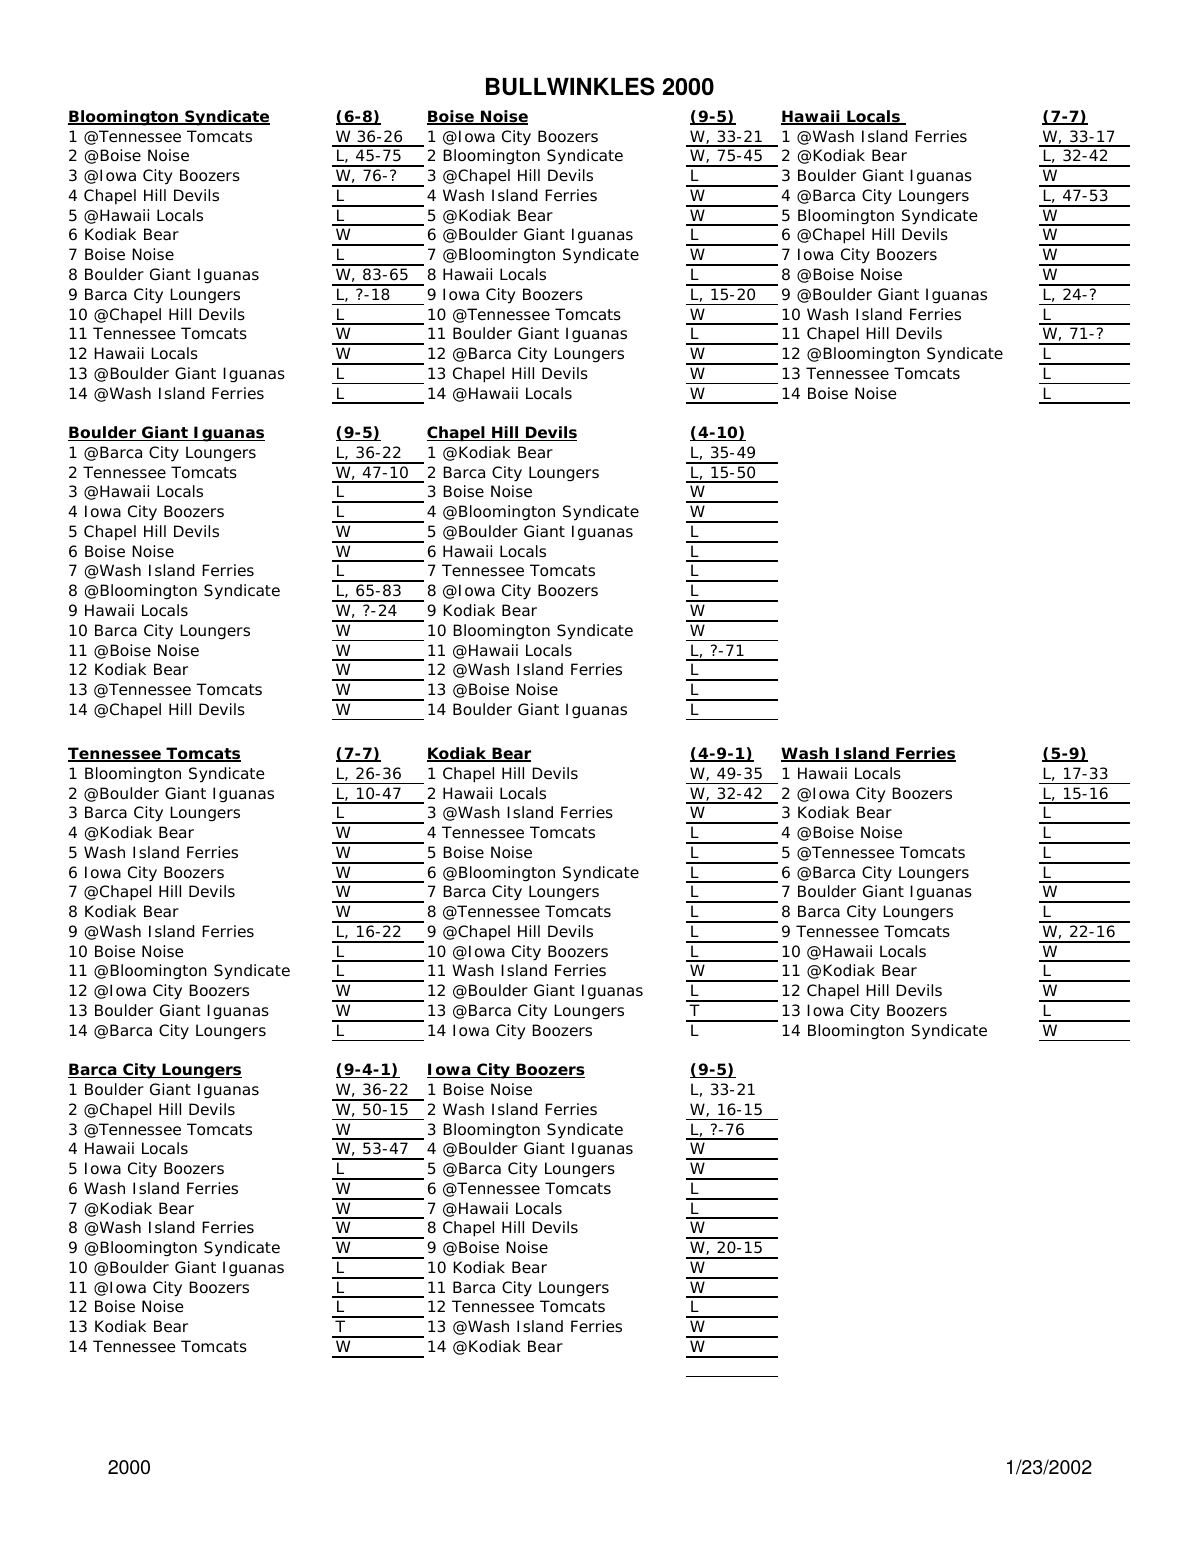 BULLWINKLES 2000
Bloomington Syndicate (6-8) Boise Noise (9-5) Hawaii Locals (7-7)
1 @Tennessee Tomcats W 36-26 1 @Iowa City Boozers W, 33-21 1 @Wash Island Ferries W, 33-17
2 @Boise Noise L, 45-75 2 Bloomington Syndicate W, 75-45 2 @Kodiak Bear L, 32-42
3 @Iowa City Boozers W, 76-? 3 @Chapel Hill Devils L 3 Boulder Giant Iguanas W
4 Chapel Hill Devils L 4 Wash Island Ferries W 4 @Barca City Loungers L, 47-53
5 @Hawaii Locals L 5 @Kodiak Bear W 5 Bloomington Syndicate W
6 Kodiak Bear W 6 @Boulder Giant Iguanas L 6 @Chapel Hill Devils W
7 Boise Noise L 7 @Bloomington Syndicate W 7 Iowa City Boozers W
8 Boulder Giant Iguanas W, 83-65 8 Hawaii Locals L 8 @Boise Noise W
9 Barca City Loungers L, ?-18 9 Iowa City Boozers L, 15-20 9 @Boulder Giant Iguanas L, 24-?
10 @Chapel Hill Devils L 10 @Tennessee Tomcats W 10 Wash Island Ferries L
11 Tennessee Tomcats W 11 Boulder Giant Iguanas L 11 Chapel Hill Devils W, 71-?
12 Hawaii Locals W 12 @Barca City Loungers W 12 @Bloomington Syndicate L
13 @Boulder Giant Iguanas L 13 Chapel Hill Devils W 13 Tennessee Tomcats L
14 @Wash Island Ferries L 14 @Hawaii Locals W 14 Boise Noise L
Boulder Giant Iguanas (9-5) Chapel Hill Devils (4-10)
1 @Barca City Loungers L, 36-22 1 @Kodiak Bear L, 35-49
2 Tennessee Tomcats W, 47-10 2 Barca City Loungers L, 15-50
3 @Hawaii Locals L 3 Boise Noise W
4 Iowa City Boozers L 4 @Bloomington Syndicate W
5 Chapel Hill Devils W 5 @Boulder Giant Iguanas L
6 Boise Noise W 6 Hawaii Locals L
7 @Wash Island Ferries L 7 Tennessee Tomcats L
8 @Bloomington Syndicate L, 65-83 8 @Iowa City Boozers L
9 Hawaii Locals W, ?-24 9 Kodiak Bear W
10 Barca City Loungers W 10 Bloomington Syndicate W
11 @Boise Noise W 11 @Hawaii Locals L, ?-71
12 Kodiak Bear W 12 @Wash Island Ferries L
13 @Tennessee Tomcats W 13 @Boise Noise L
14 @Chapel Hill Devils W 14 Boulder Giant Iguanas L
Tennessee Tomcats (7-7) Kodiak Bear (4-9-1) Wash Island Ferries (5-9)
1 Bloomington Syndicate L, 26-36 1 Chapel Hill Devils W, 49-35 1 Hawaii Locals L, 17-33
2 @Boulder Giant Iguanas L, 10-47 2 Hawaii Locals W, 32-42 2 @Iowa City Boozers L, 15-16
3 Barca City Loungers L 3 @Wash Island Ferries W 3 Kodiak Bear L
4 @Kodiak Bear W 4 Tennessee Tomcats L 4 @Boise Noise L
5 Wash Island Ferries W 5 Boise Noise L 5 @Tennessee Tomcats L
6 Iowa City Boozers W 6 @Bloomington Syndicate L 6 @Barca City Loungers L
7 @Chapel Hill Devils W 7 Barca City Loungers L 7 Boulder Giant Iguanas W
8 Kodiak Bear W 8 @Tennessee Tomcats L 8 Barca City Loungers L
9 @Wash Island Ferries L, 16-22 9 @Chapel Hill Devils L 9 Tennessee Tomcats W, 22-16
10 Boise Noise L 10 @Iowa City Boozers L 10 @Hawaii Locals W
11 @Bloomington Syndicate L 11 Wash Island Ferries W 11 @Kodiak Bear L
12 @Iowa City Boozers W 12 @Boulder Giant Iguanas L 12 Chapel Hill Devils W
13 Boulder Giant Iguanas W 13 @Barca City Loungers T 13 Iowa City Boozers L
14 @Barca City Loungers L 14 Iowa City Boozers L 14 Bloomington Syndicate W
Barca City Loungers (9-4-1) Iowa City Boozers (9-5)
1 Boulder Giant Iguanas W, 36-22 1 Boise Noise L, 33-21
2 @Chapel Hill Devils W, 50-15 2 Wash Island Ferries W, 16-15
3 @Tennessee Tomcats W 3 Bloomington Syndicate L, ?-76
4 Hawaii Locals W, 53-47 4 @Boulder Giant Iguanas W
5 Iowa City Boozers L 5 @Barca City Loungers W
6 Wash Island Ferries W 6 @Tennessee Tomcats L
7 @Kodiak Bear W 7 @Hawaii Locals L
8 @Wash Island Ferries W 8 Chapel Hill Devils W
9 @Bloomington Syndicate W 9 @Boise Noise W, 20-15
10 @Boulder Giant Iguanas L 10 Kodiak Bear W
11 @Iowa City Boozers L 11 Barca City Loungers W
12 Boise Noise L 12 Tennessee Tomcats L
13 Kodiak Bear T 13 @Wash Island Ferries W
14 Tennessee Tomcats W 14 @Kodiak Bear W
2000 1/23/2002